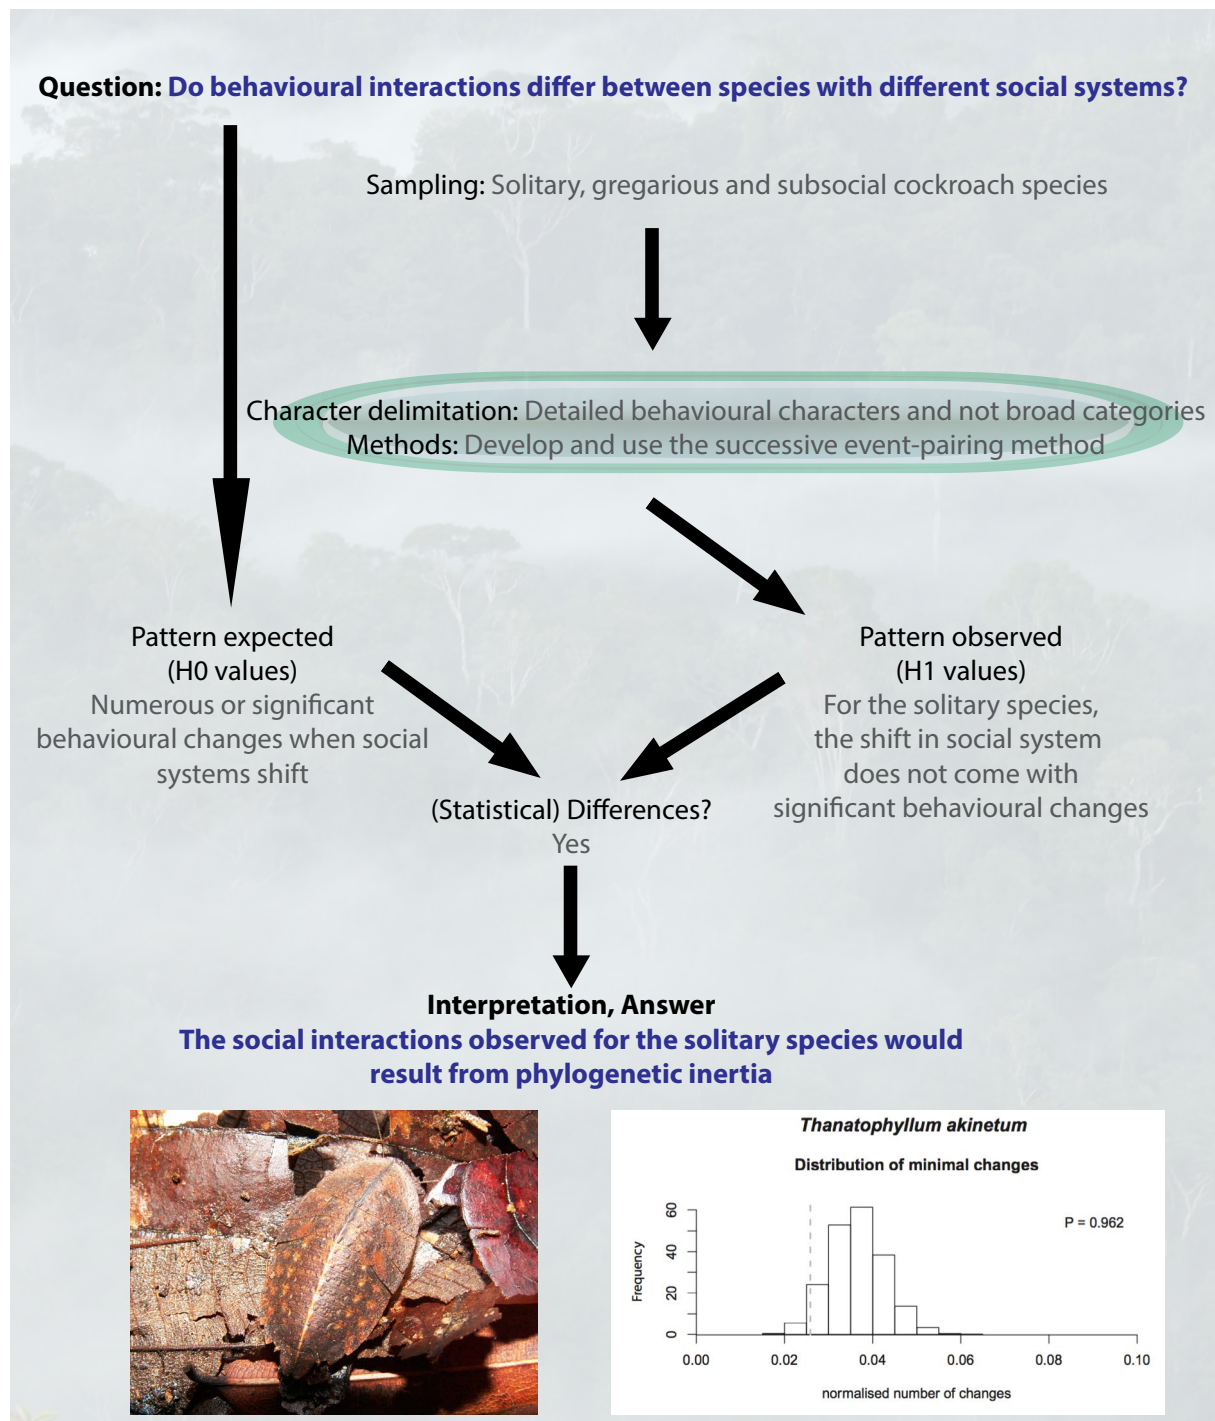 Question: Do behavioural interactions differ between species with different social systems?
Sampling: Solitary, gregarious and subsocial cockroach species
Character delimitation: Detailed behavioural characters and not broad categories
Methods: Develop and use the successive event-pairing method
Pattern expected
(H0 values)
Numerous or significant
behavioural changes when social
systems shift
Pattern observed
(H1 values)
For the solitary species,
the shift in social system
does not come with
significant behavioural changes
(Statistical) Differences?
Yes
Interpretation, Answer
The social interactions observed for the solitary species would
result from phylogenetic inertia
Thanatophyllum akinetum
Distribution of minimal changes
P = 0.962
Frequency
60
40
20
0
0.00 0.02 0.04 0.06 0.08 0.10
normalised number of changes